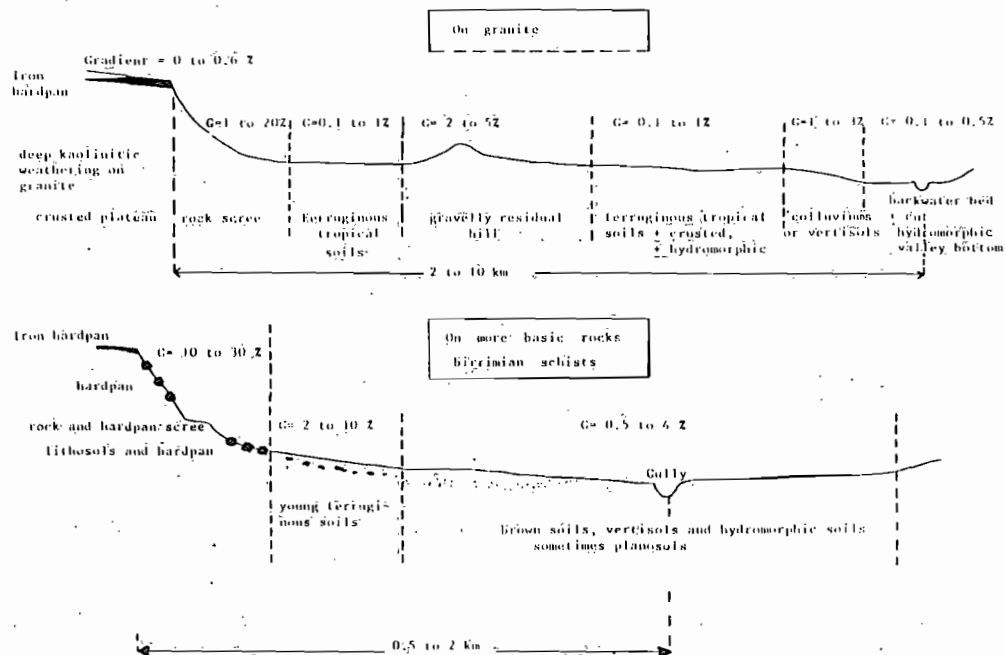 On granite
Gradient = 0 to 0.6 %
Iron
hardpan
G=1 to 20%
G=0.1 to 1%
G= 2 to 5%
G= 0.1 to 1%
G=1 to 3%
G= 0.1 to 0.5%
deep kaolinitic
weathering on
granite
crusted plateau
rock scree
ferruginous
tropical
soils
gravelly residual
hill
ferruginous tropical
soils + crusted,
+ hydromorphic
colluviums
or vertisols
backwater bed
+ cut
hydromorphic
valley bottom
2 to 10 km
On more basic rocks
birrimian schists
Iron hardpan
G= 10 to 30 %
hardpan
rock and hardpan scree
lithosols and hardpan
G= 2 to 10 %
G= 0.5 to 4 %
Gully
young ferrugi-
nous soils
brown soils, vertisols and hydromorphic soils
sometimes planosols
0.5 to 2 km